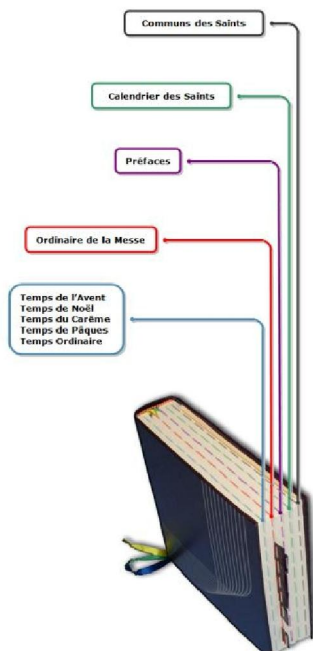 Communs des Saints
Calendrier des Saints
Préfaces
Ordinaire de la Messe
Temps de l'Avent
Temps de Noël
Temps du Carême
Temps de Pâques
Temps Ordinaire